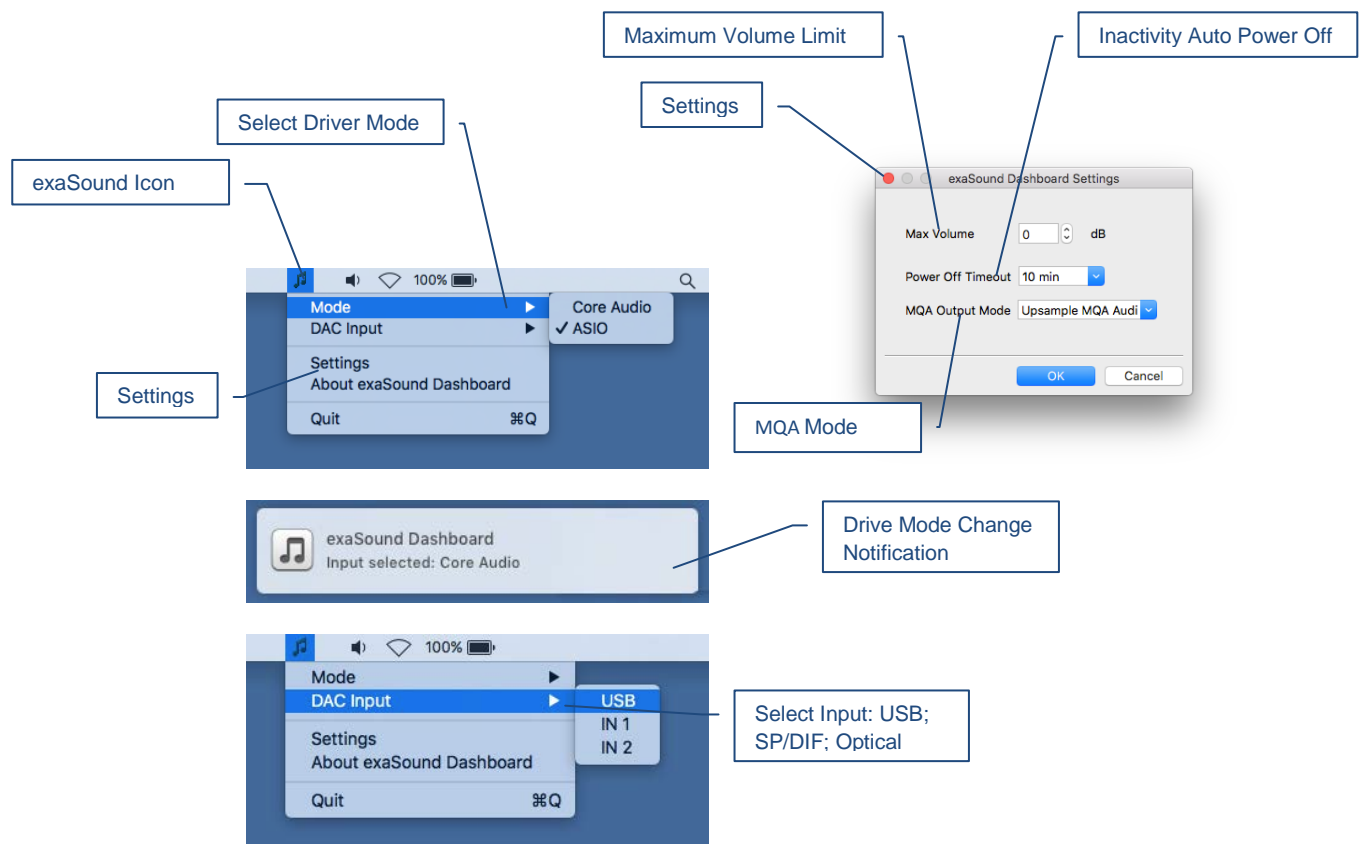 Maximum Volume Limit
Inactivity Auto Power Off
Settings
Select Driver Mode
exaSound Icon
exaSound Dashboard Settings
Max Volume 0 dB
Power Off Timeout 10 min
MQA Output Mode Upsample MQA Audi
OK Cancel
MQA Mode
100%
Mode
Core Audio
DAC Input
✓ ASIO
Settings
About exaSound Dashboard
Quit ⌘Q
Settings
exaSound Dashboard
Input selected: Core Audio
Drive Mode Change
Notification
100%
Mode
DAC Input
USB
IN 1
IN 2
Settings
About exaSound Dashboard
Quit ⌘Q
Select Input: USB;
SP/DIF; Optical